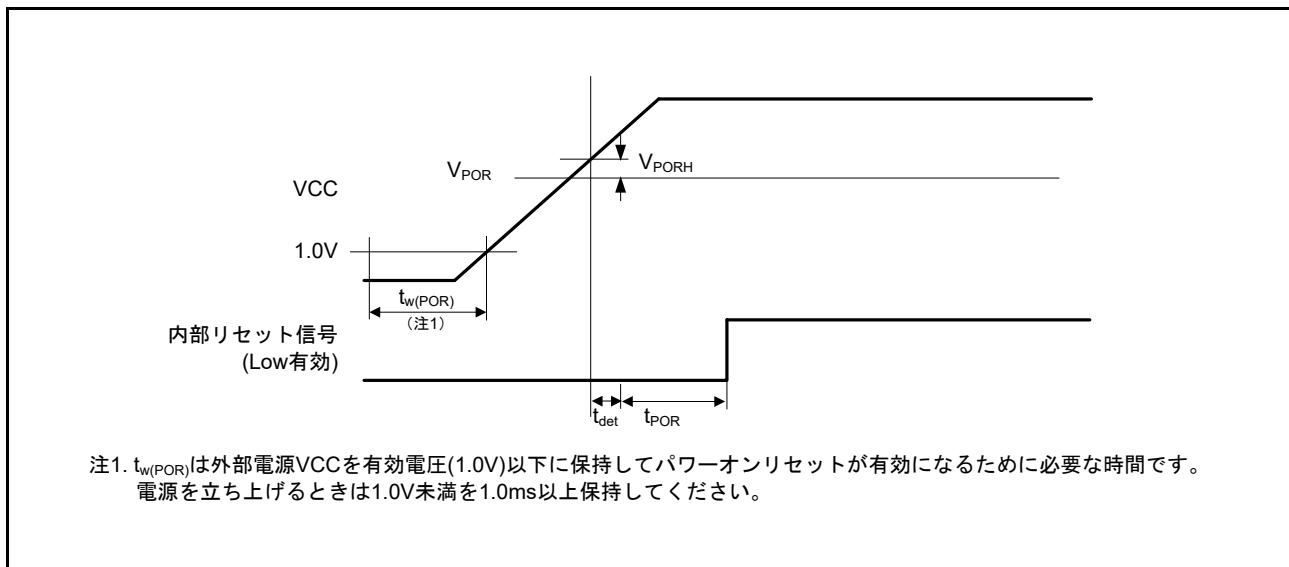 VPOR
VPORH
VCC
1.0V
tw(POR)
（注1）
内部リセット信号
(Low有効)
tdet
tPOR
注1. tw(POR)は外部電源VCCを有効電圧(1.0V)以下に保持してパワーオンリセットが有効になるために必要な時間です。
電源を立ち上げるときは1.0V未満を1.0ms以上保持してください。